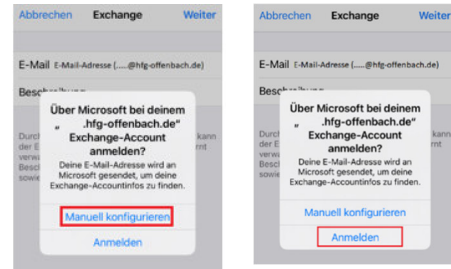 Abbrechen Exchange Weiter
E-Mail E-Mail-Adresse (.....@hfg-offenbach.de)
Über Microsoft bei deinem
„ .hfg-offenbach.de“
Exchange-Account
anmelden?
Deine E-Mail-Adresse wird an
Microsoft gesendet, um deine
Exchange-Accountinfos zu finden.
Manuell konfigurieren
Anmelden
Abbrechen Exchange Weiter
E-Mail E-Mail-Adresse (.....@hfg-offenbach.de)
Über Microsoft bei deinem
„ .hfg-offenbach.de“
Exchange-Account
anmelden?
Deine E-Mail-Adresse wird an
Microsoft gesendet, um deine
Exchange-Accountinfos zu finden.
Manuell konfigurieren
Anmelden